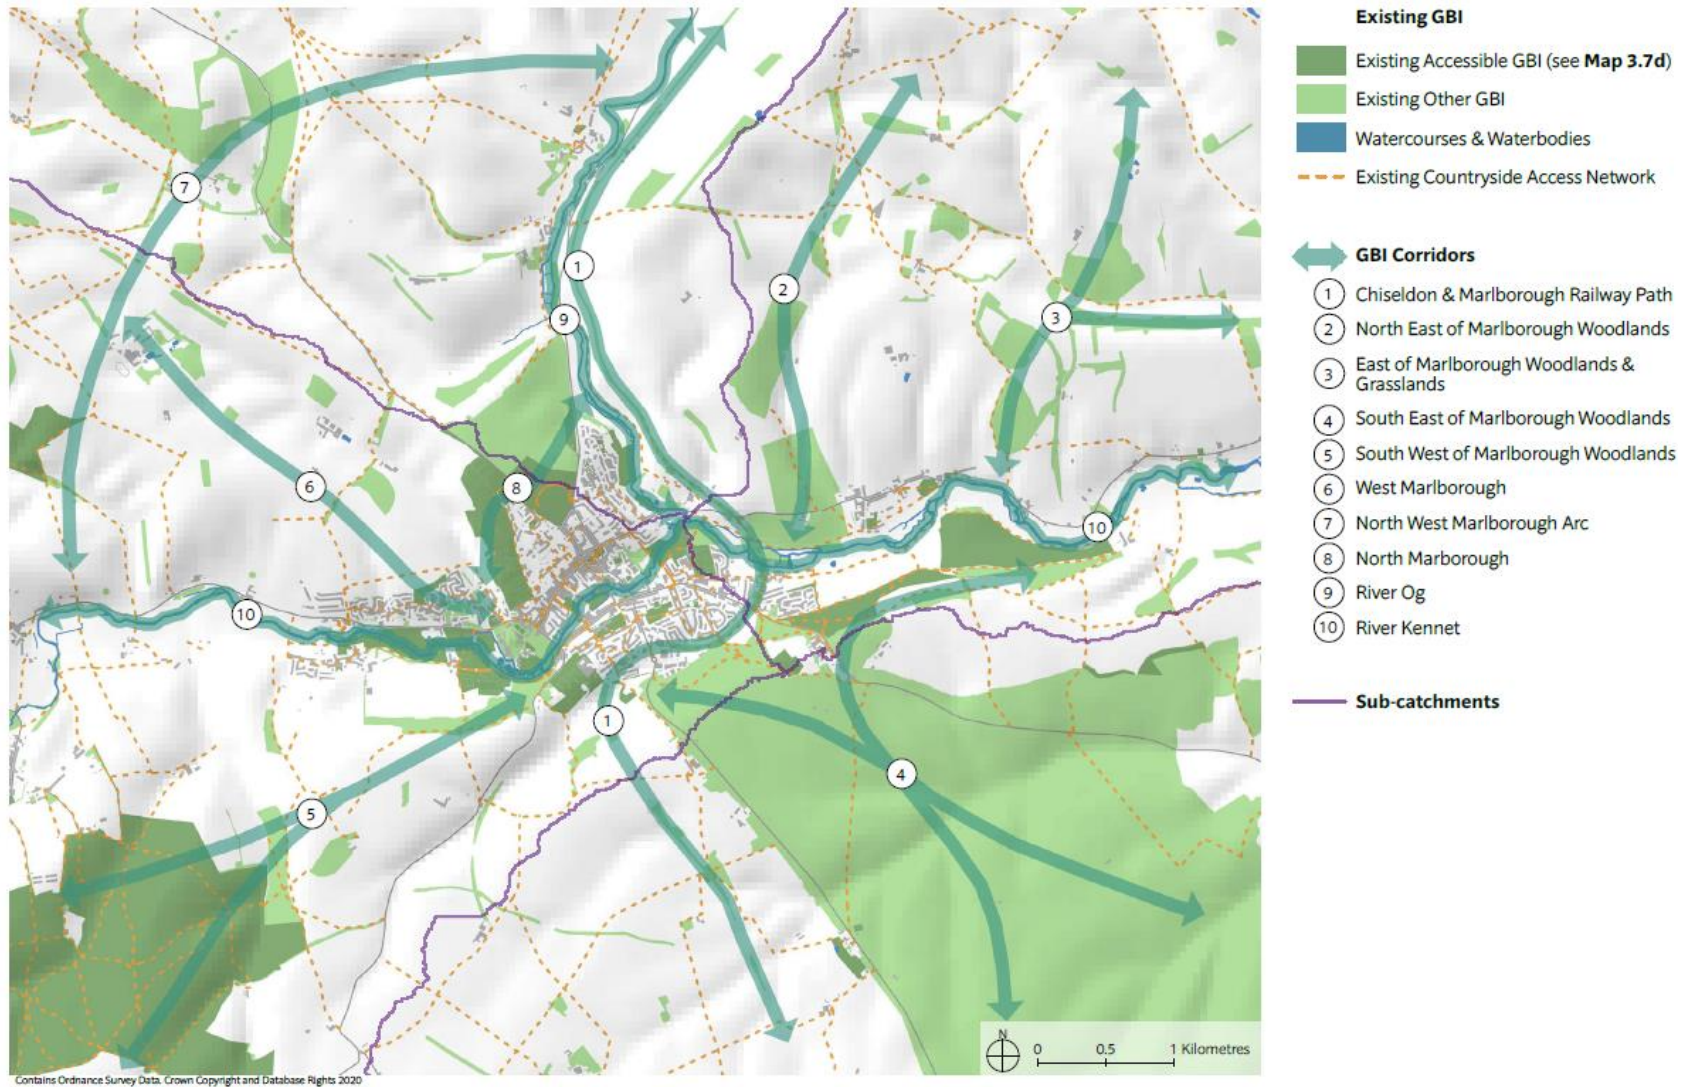 7
1
2
9
3
6
8
10
10
1
4
5
N
0 0.5 1 Kilometres
Contains Ordnance Survey Data. Crown Copyright and Database Rights 2020
Existing GBI
Existing Accessible GBI (see Map 3.7d)
Existing Other GBI
Watercourses & Waterbodies
Existing Countryside Access Network
GBI Corridors
1 Chiseldon & Marlborough Railway Path
2 North East of Marlborough Woodlands
3 East of Marlborough Woodlands &
Grasslands
4 South East of Marlborough Woodlands
5 South West of Marlborough Woodlands
6 West Marlborough
7 North West Marlborough Arc
8 North Marborough
9 River Og
10 River Kennet
Sub-catchments